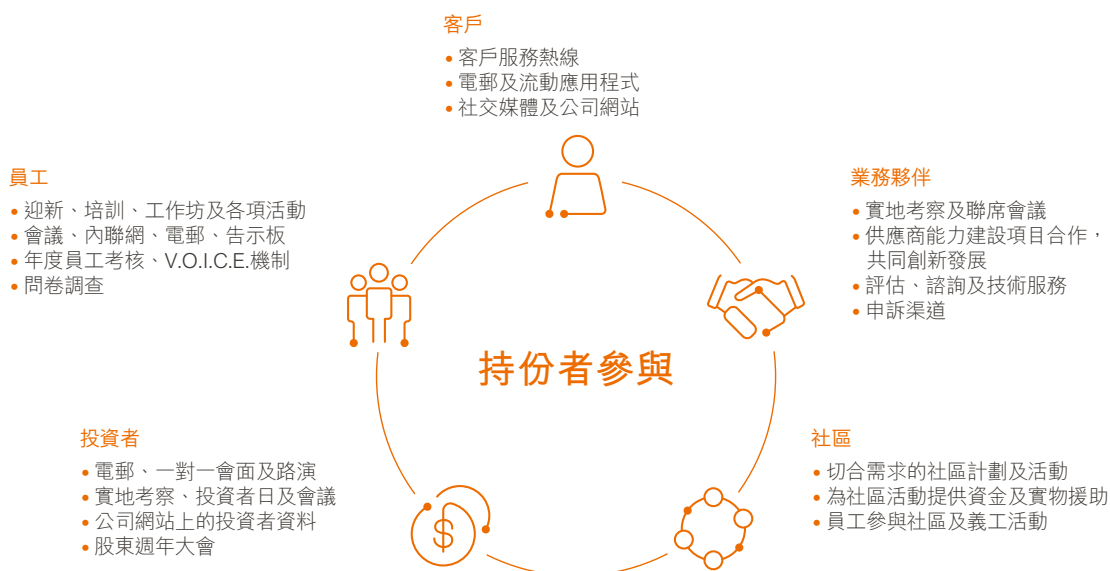 客戶
• 客戶服務熱線
• 電郵及流動應用程式
• 社交媒體及公司網站
員工
• 迎新、培訓、工作坊及各項活動
• 會議、內聯網、電郵、告示板
• 年度員工考核、V.O.I.C.E.機制
• 問卷調查
業務夥伴
• 實地考察及聯席會議
• 供應商能力建設項目合作，
共同創新發展
• 評估、諮詢及技術服務
• 申訴渠道
持份者參與
投資者
• 電郵、一對一會面及路演
• 實地考察、投資者日及會議
• 公司網站上的投資者資料
• 股東週年大會
$
社區
• 切合需求的社區計劃及活動
• 為社區活動提供資金及實物援助
• 員工參與社區及義工活動